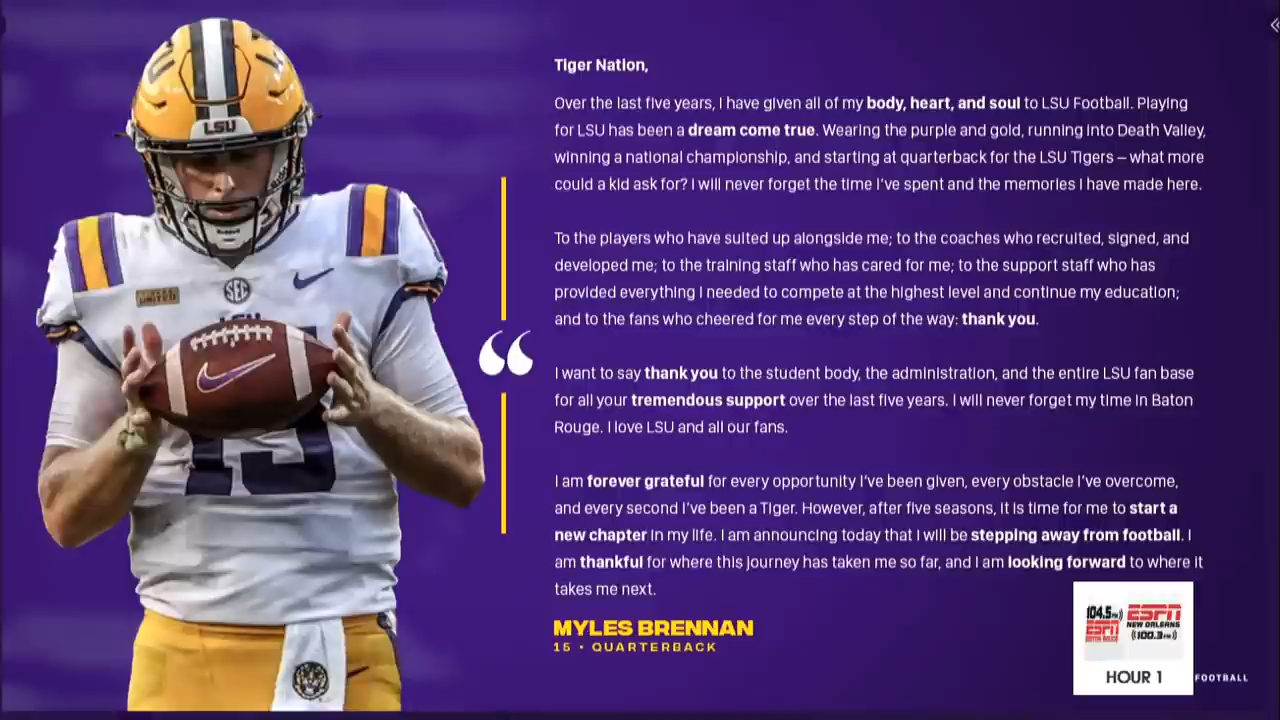 Tiger Nation,
Over the last five years, I have given all of my body, heart, and soul to LSU Football. Playing
for LSU has been a dream come true. Wearing the purple and gold, running into Death Valley,
winning a national championship, and starting at quarterback for the LSU Tigers – what more
could a kid ask for? I will never forget the time I've spent and the memories I have made here.
To the players who have suited up alongside me; to the coaches who recruited, signed, and
developed me; to the training staff who has cared for me; to the support staff who has
provided everything I needed to compete at the highest level and continue my education;
and to the fans who cheered for me every step of the way: thank you.
I want to say thank you to the student body, the administration, and the entire LSU fan base
for all your tremendous support over the last five years. I will never forget my time in Baton
Rouge. I love LSU and all our fans.
I am forever grateful for every opportunity I've been given, every obstacle I've overcome,
and every second I've been a Tiger. However, after five seasons, it is time for me to start a
new chapter in my life. I am announcing today that I will be stepping away from football. I
am thankful for where this journey has taken me so far, and I am looking forward to where it
takes me next.
MYLES BRENNAN
15 • QUARTERBACK
LSU
SEC
UNITED
LSU
15
104.5 FM
ESPN
BATON ROUGE
ESPN
NEW ORLEANS
100.3 FM
HOUR 1
FOOTBALL